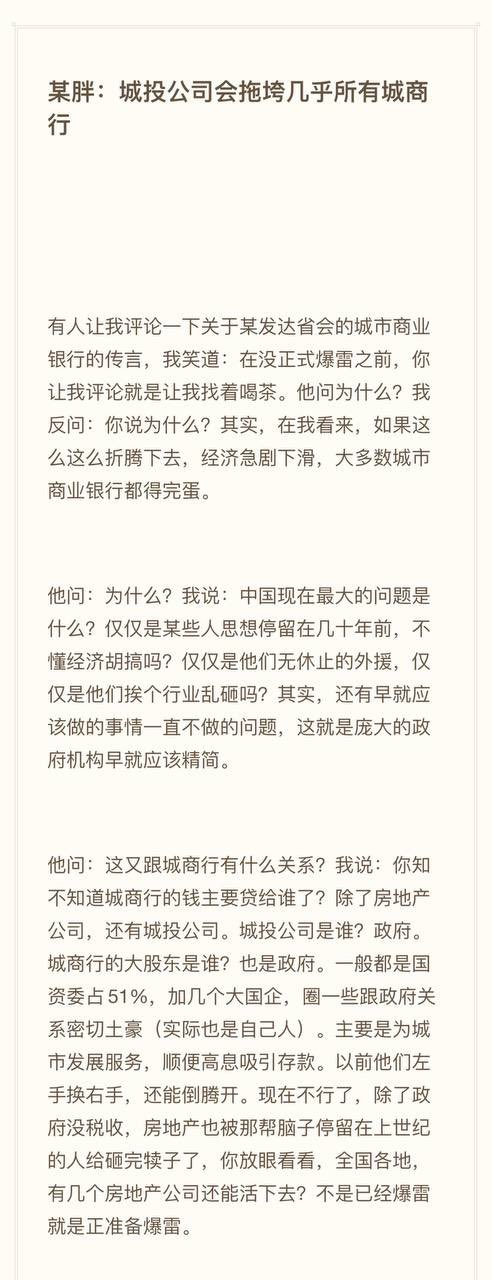 某胖：城投公司会拖垮几乎所有城商
行
有人让我评论一下关于某发达省会的城市商业
银行的传言，我笑道：在没正式爆雷之前，你
让我评论就是让我找着喝茶。他问为什么？我
反问：你说为什么？其实，在我看来，如果这
么这么折腾下去，经济急剧下滑，大多数城市
商业银行都得完蛋。
他问：为什么？我说：中国现在最大的问题是
什么？仅仅是某些人思想停留在几十年前，不
懂经济胡搞吗？仅仅是他们无休止的外援，仅
仅是他们挨个行业乱砸吗？其实，还有早就应
该做的事情一直不做的问题，这就是庞大的政
府机构早就应该精简。
他问：这又跟城商行有什么关系？我说：你知
不知道城商行的钱主要贷给谁了？除了房地产
公司，还有城投公司。城投公司是谁？政府。
城商行的大股东是谁？也是政府。一般都是国
资委占51%，加几个大国企，圈一些跟政府关
系密切土豪（实际也是自己人）。主要是为城
市发展服务，顺便高息吸引存款。以前他们左
手换右手，还能倒腾开。现在不行了，除了政
府没税收，房地产也被那帮脑子停留在上世纪
的人给砸完犊子了，你放眼看看，全国各地，
有几个房地产公司还能活下去？不是已经爆雷
就是正准备爆雷。